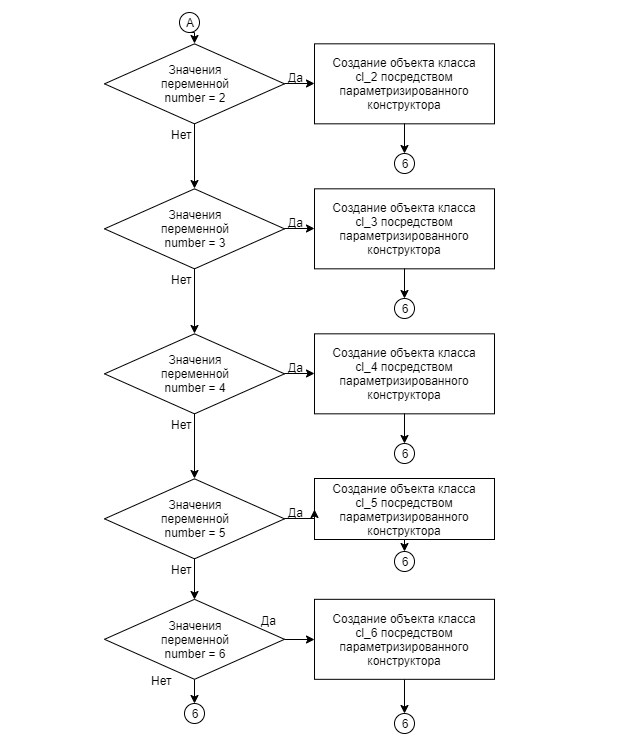 A
Значения
переменной
number = 2
Да
Создание объекта класса
cl_2 посредством
параметризированного
конструктора
Нет
6
Значения
переменной
number = 3
Да
Создание объекта класса
cl_3 посредством
параметризированного
конструктора
Нет
6
Значения
переменной
number = 4
Да
Создание объекта класса
cl_4 посредством
параметризированного
конструктора
Нет
6
Значения
переменной
number = 5
Да
Создание объекта класса
cl_5 посредством
параметризированного
конструктора
Нет
6
Значения
переменной
number = 6
Да
Создание объекта класса
cl_6 посредством
параметризированного
конструктора
Нет
6
6